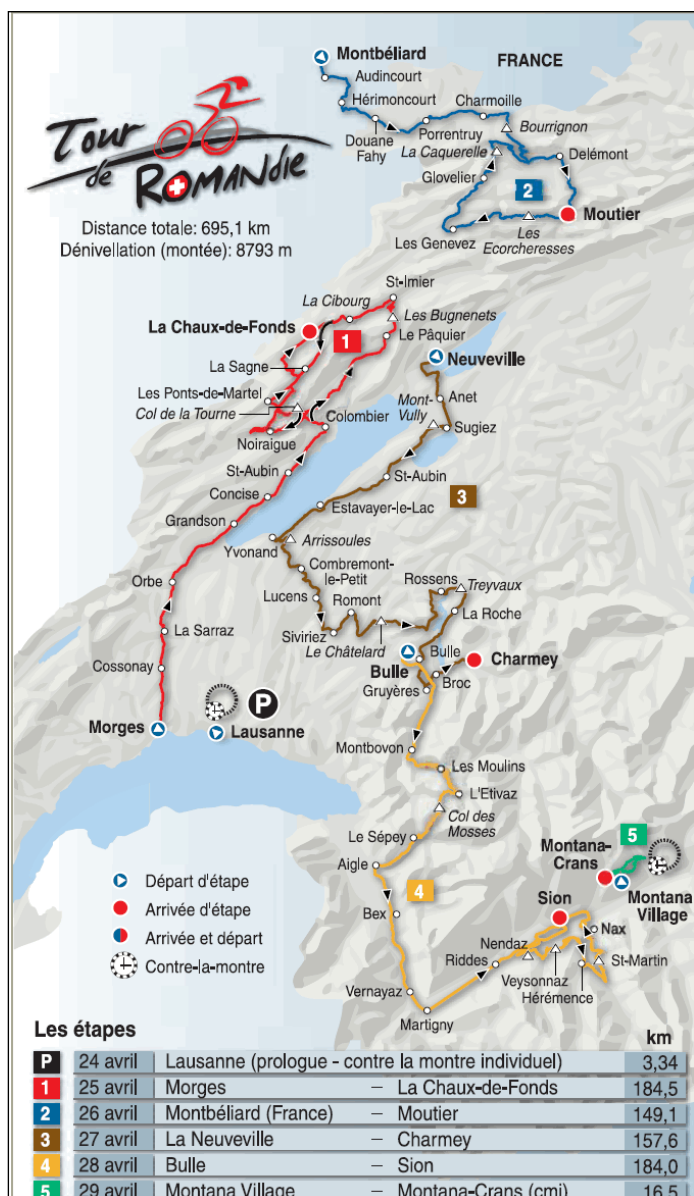 Montbéliard
FRANCE
Audincourt
Hérimoncourt
Charmoille
Bourrignon
Douane
Fahy
Porrentruy
La Caquerelle
Delémont
Glovelier
2
Moutier
Les Genevez
Les
Ecorcheresses
Tour
de ROMANDIE
Distance totale: 695,1 km
Dénivellation (montée): 8793 m
St-Imier
La Cibourg
Les Bugnenets
La Chaux-de-Fonds
1
Le Pâquier
Neuveville
La Sagne
Les Ponts-de-Martel
Mont-
Vully
Anet
Col de la Tourne
Colombier
Sugiez
Noiraigue
St-Aubin
St-Aubin
3
Concise
Estavayer-le-Lac
Grandson
Yvonand
Arrissoules
Combremont-
le-Petit
Orbe
Rossens
Treyvaux
Lucens
Romont
La Roche
La Sarraz
Siviriez
Le Châtelard
Bulle
Bulle
Charmey
Cossonay
Gruyères
Broc
P
Morges
Lausanne
Montbovon
Les Moulins
L'Etivaz
Col des
Mosses
Le Sépey
5
Montana-
Crans
Aigle
Départ d'étape
4
Montana
Village
Arrivée d'étape
Sion
Bex
Arrivée et départ
Nendaz
Nax
Contre-la-montre
Riddes
St-Martin
Veysonnaz
Hérémence
Vernayaz
Martigny
Les étapes
km
P 24 avril Lausanne (prologue - contre la montre individuel) 3,34
1 25 avril Morges – La Chaux-de-Fonds 184,5
2 26 avril Montbéliard (France) – Moutier 149,1
3 27 avril La Neuveville – Charmey 157,6
4 28 avril Bulle – Sion 184,0
5 29 avril Montana Village – Montana-Crans (cmi) 16,5